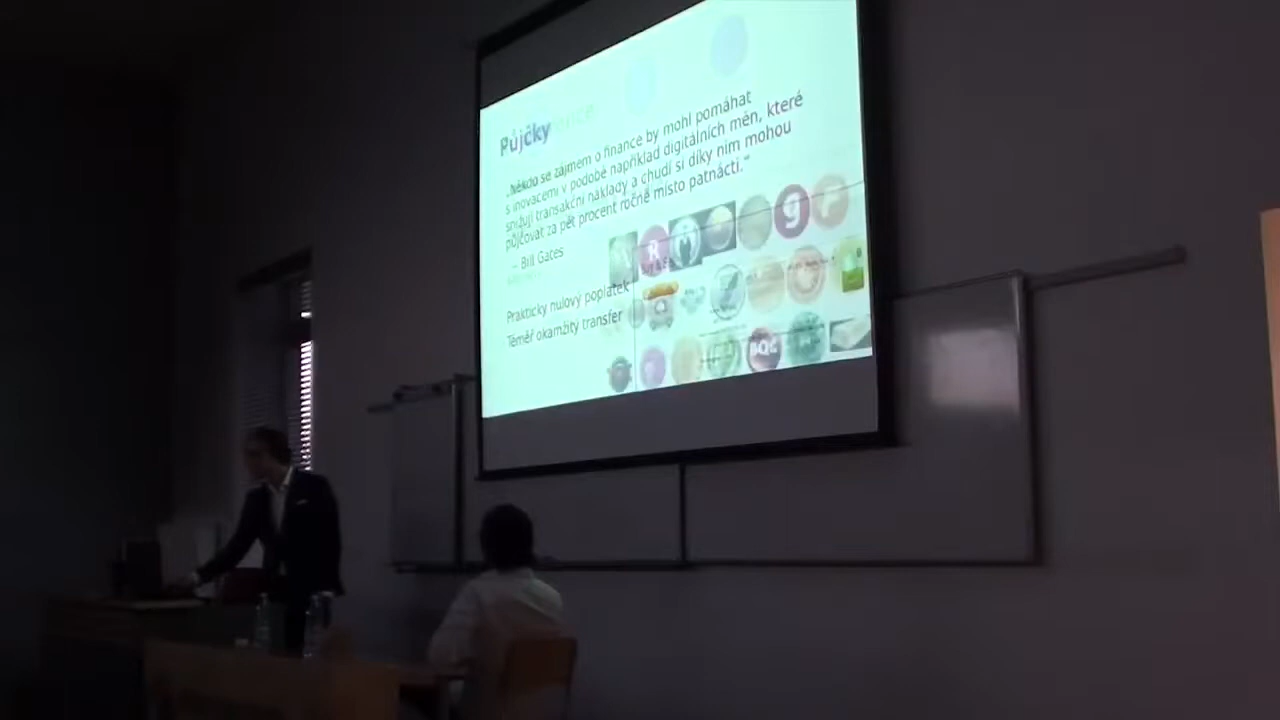 Půjčky
„Někdo se zájmem o finance by mohl pomáhat
s inovacemi v podobě například digitálních měn, které
snižují transakční náklady a chudí si díky nim mohou
půjčovat za pět procent ročně místo patnácti.“
– Bill Gates
Prakticky nulový poplatek
Téměř okamžitý transfer
R
g
BQC